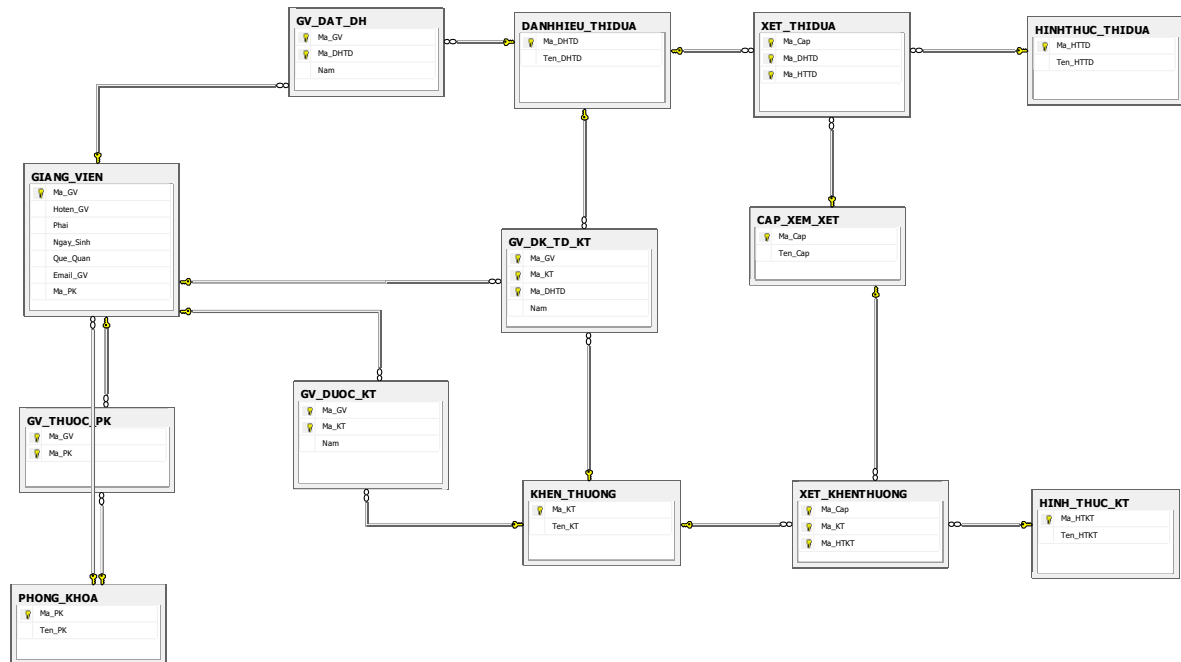 GV_DAT_DH
Ma_GV
Ma_DHTD
Nam
DANHHIEU_THIDUA
Ma_DHTD
Ten_DHTD
XET_THIDUA
Ma_Cap
Ma_DHTD
Ma_HTTD
HINHTHUC_THIDUA
Ma_HTTD
Ten_HTTD
GIANG_VIEN
Ma_GV
Hoten_GV
Phai
Ngay_Sinh
Que_Quan
Email_GV
Ma_PK
GV_DK_TD_KT
Ma_GV
Ma_KT
Ma_DHTD
Nam
CAP_XEM_XET
Ma_Cap
Ten_Cap
GV_THUOC_PK
Ma_GV
Ma_PK
GV_DUOC_KT
Ma_GV
Ma_KT
Nam
KHEN_THUONG
Ma_KT
Ten_KT
XET_KHENTHUONG
Ma_Cap
Ma_KT
Ma_HTKT
HINH_THUC_KT
Ma_HTKT
Ten_HTKT
PHONG_KHOA
Ma_PK
Ten_PK